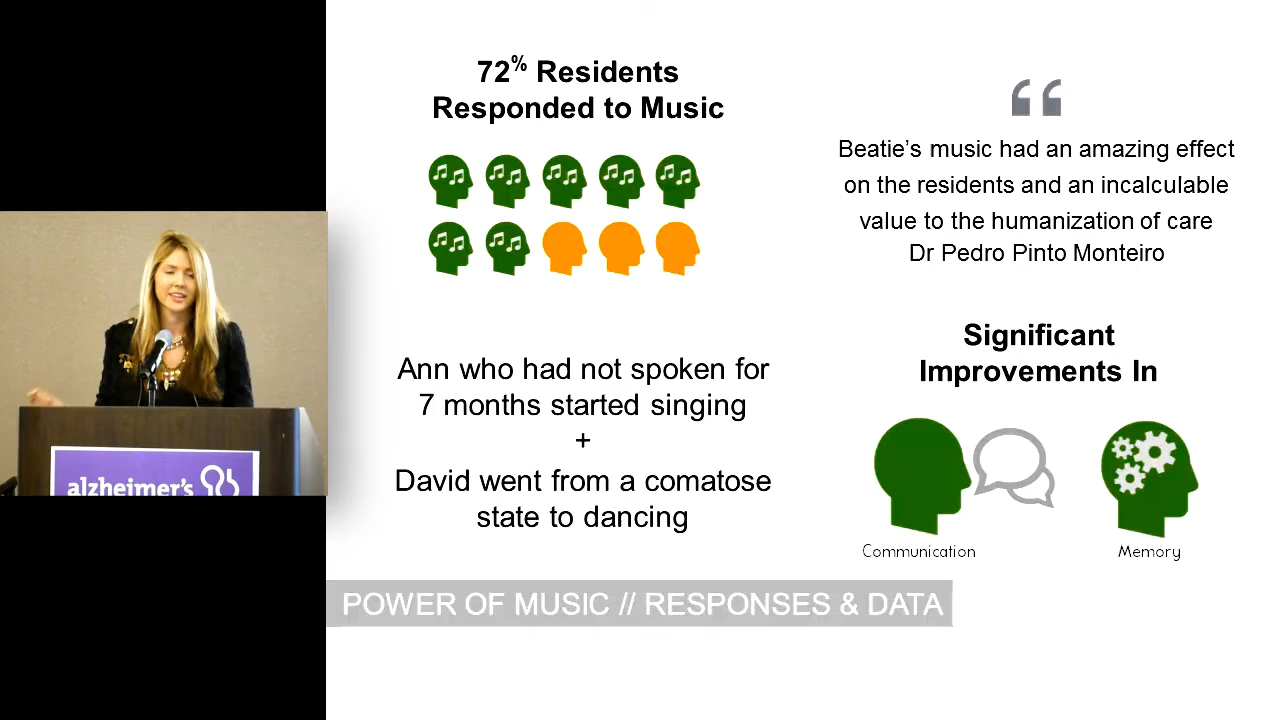 72% Residents
Responded to Music
Ann who had not spoken for
7 months started singing
+
David went from a comatose
state to dancing
Beatie’s music had an amazing effect
on the residents and an incalculable
value to the humanization of care
Dr Pedro Pinto Monteiro
Significant
Improvements In
Communication
Memory
POWER OF MUSIC // RESPONSES & DATA
alzheimer's